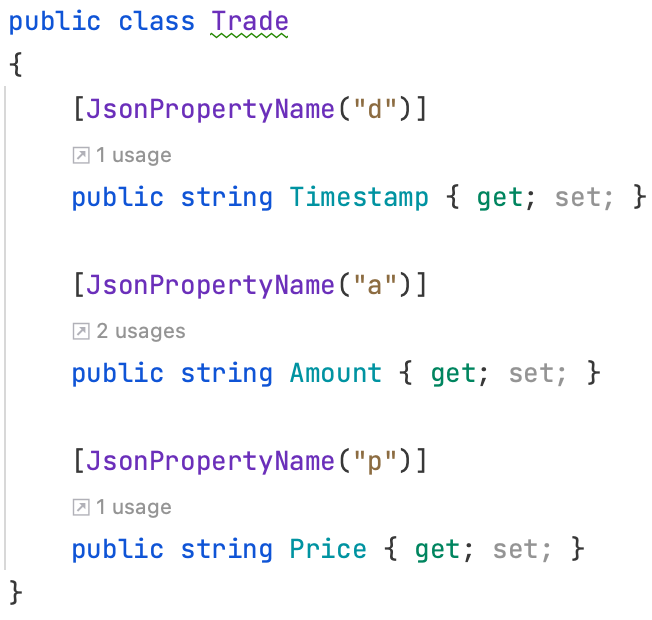 public class Trade
{
[JsonPropertyName("d")]
1 usage
public string Timestamp { get; set; }
[JsonPropertyName("a")]
2 usages
public string Amount { get; set; }
[JsonPropertyName("p")]
1 usage
public string Price { get; set; }
}